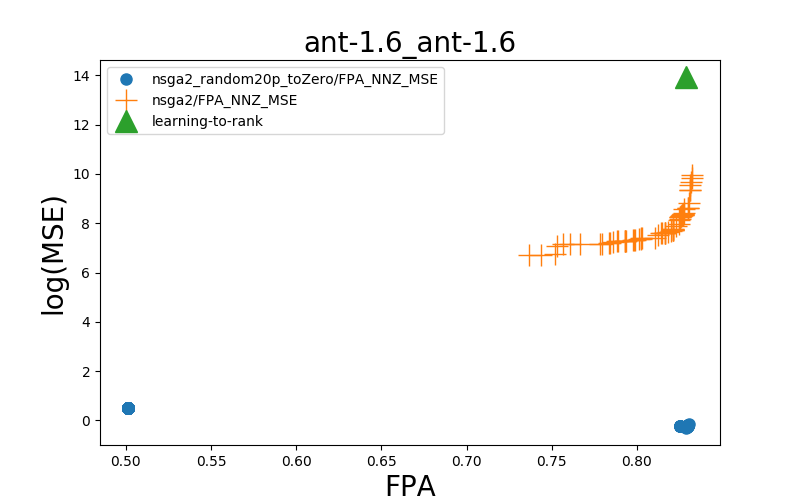 ant-1.6_ant-1.6
nsga2_random20p_toZero/FPA_NNZ_MSE
nsga2/FPA_NNZ_MSE
learning-to-rank
log(MSE)
14
12
10
8
6
4
2
0
0.50 0.55 0.60 0.65 0.70 0.75 0.80
FPA